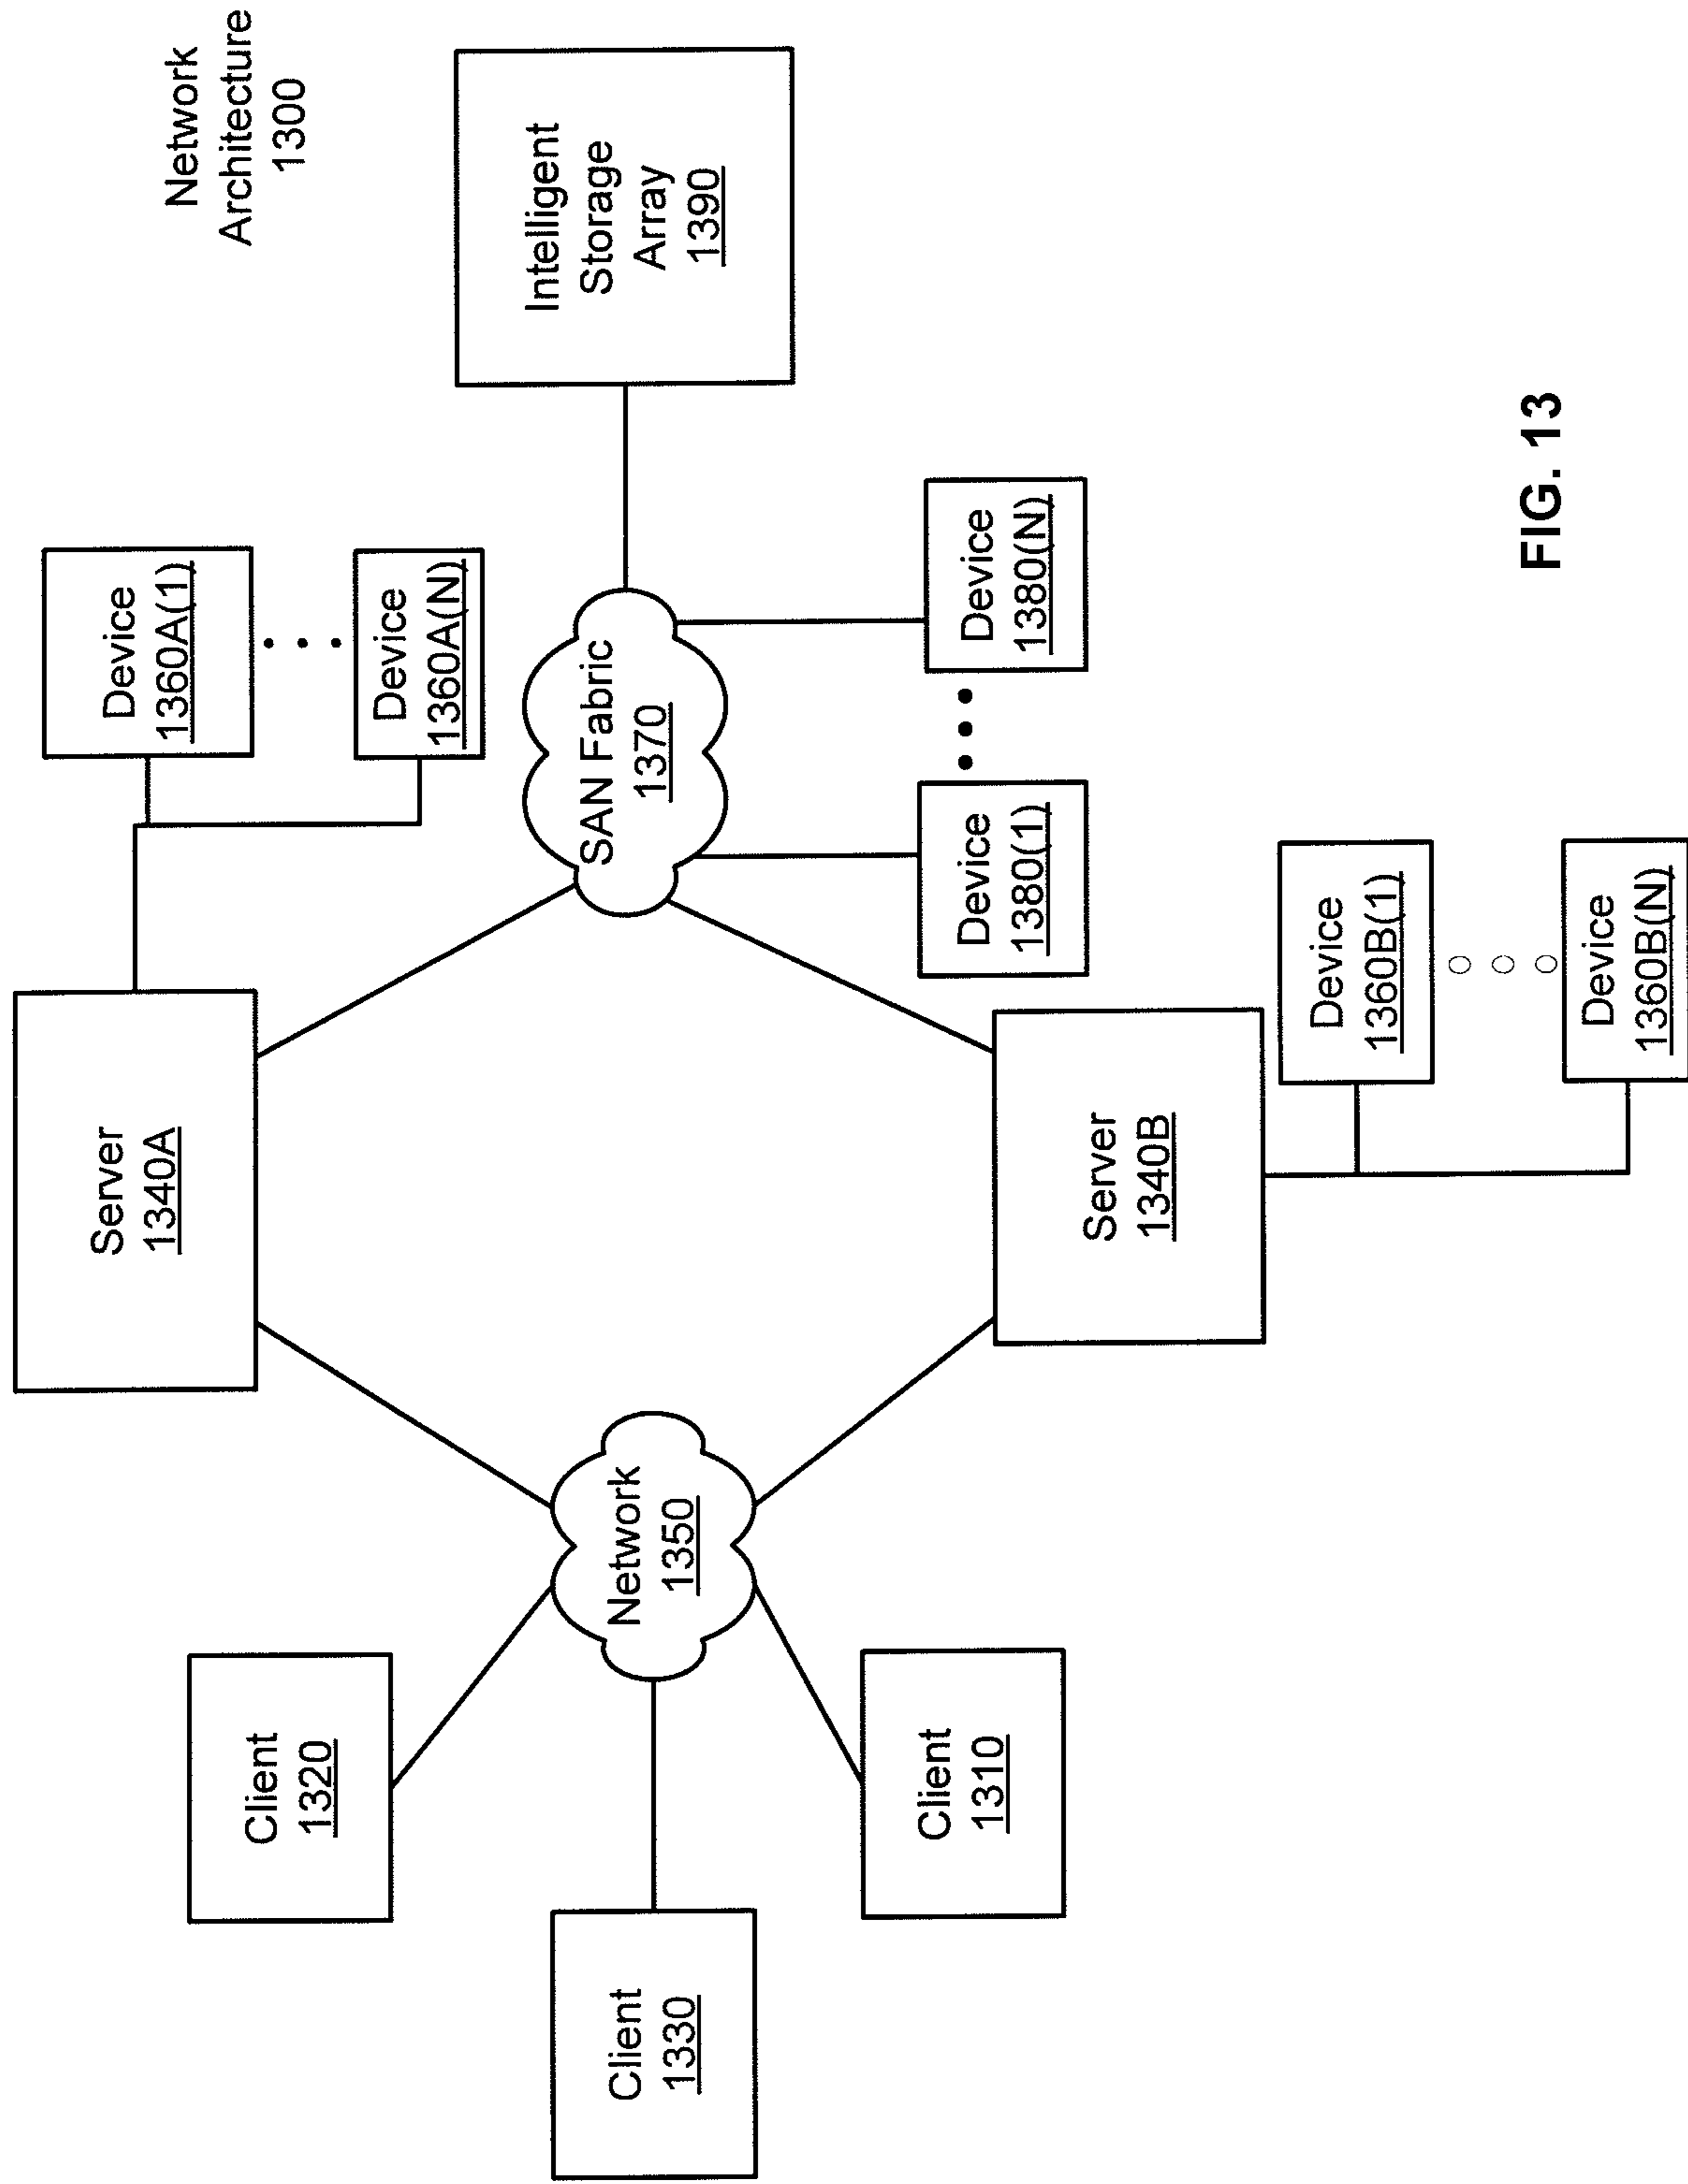 Network
Architecture
1300
Device
1360A(1)
Device
1360A(N)
Server
1340A
Intelligent
Storage
Array
1390
SAN Fabric
1370
Client
1320
Network
1350
Client
1330
Device
1380(1)
Device
1380(N)
Client
1310
Server
1340B
Device
1360B(1)
Device
1360B(N)
FIG. 13